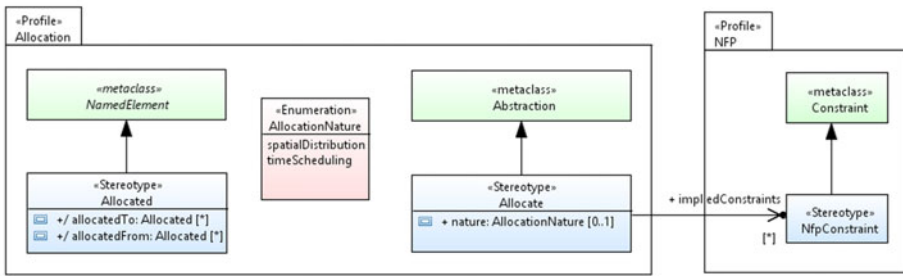 «Profile»
Allocation
«metaclass»
NamedElement
«Enumeration»
AllocationNature
spatialDistribution
timeScheduling
«metaclass»
Abstraction
«Stereotype»
Allocated
+/ allocatedTo: Allocated [*]
+/ allocatedFrom: Allocated [*]
«Stereotype»
Allocate
+ nature: AllocationNature [0..1]
+ impliedConstraints
[*]
«Profile»
NFP
«metaclass»
Constraint
«Stereotype»
NfpConstraint